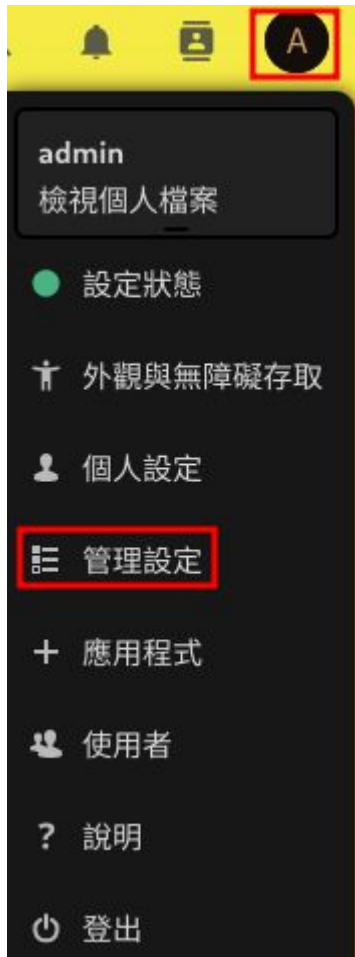 A
admin
檢視個人檔案
設定狀態
外觀與無障礙存取
個人設定
管理設定
應用程式
使用者
? 說明
登出